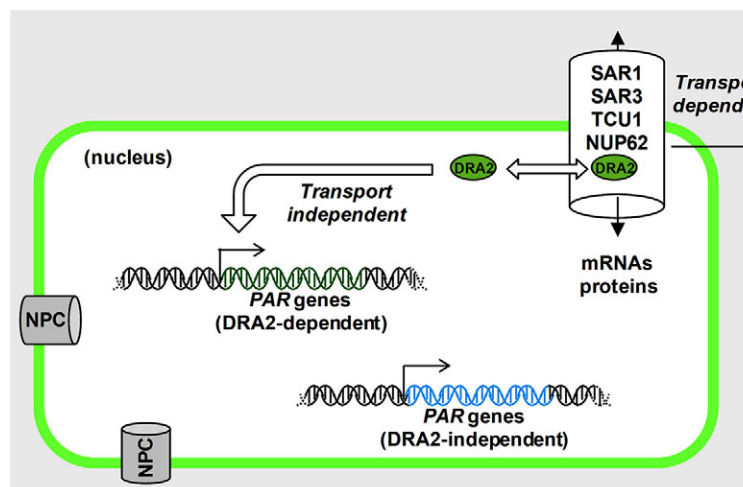 SAR1
SAR3
TCU1
NUP62
DRA2
(nucleus)
DRA2
Transport
independent
mRNAs
proteins
PAR genes
(DRA2-dependent)
NPC
PAR genes
(DRA2-independent)
NPC